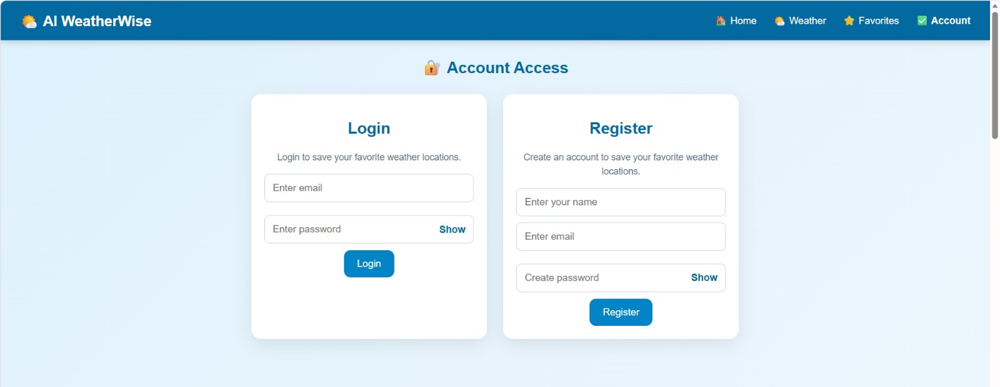 AI WeatherWise
Home
Weather
Favorites
Account
Account Access
Login
Login to save your favorite weather locations.
Enter email
Enter password
Show
Login
Register
Create an account to save your favorite weather
locations.
Enter your name
Enter email
Create password
Show
Register